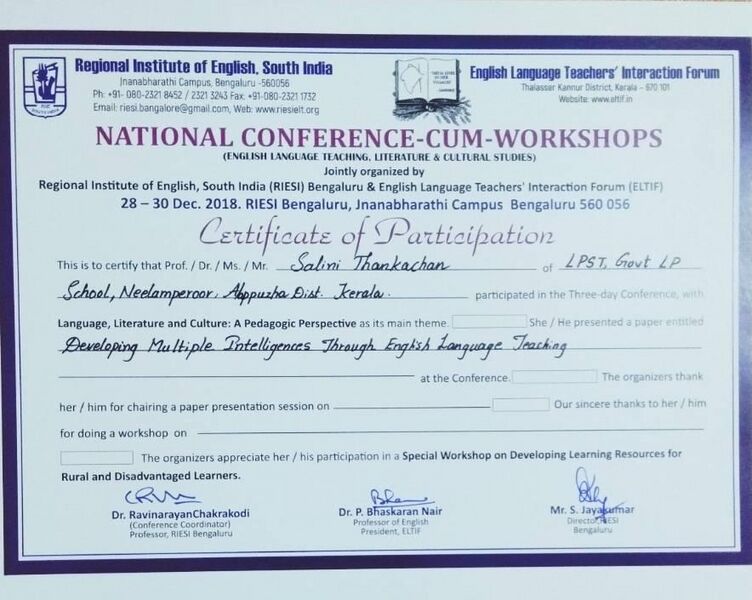 Regional Institute of English, South India
Jnanabharathi Campus, Bengaluru -560056
Ph: +91- 080-2321 8452 / 2321 3243 Fax: +91-080-2321 1732
Email: riesi.bangalore@gmail.com, Web: www.riesielt.org
English Language Teachers' Interaction Forum
Thalasser Kannur District, Kerala – 670 101
Website: www.eltif.in
NATIONAL CONFERENCE-CUM-WORKSHOPS
(ENGLISH LANGUAGE TEACHING, LITERATURE & CULTURAL STUDIES)
Jointly organized by
Regional Institute of English, South India (RIESI) Bengaluru & English Language Teachers' Interaction Forum (ELTIF)
28 – 30 Dec. 2018. RIESI Bengaluru, Jnanabharathi Campus Bengaluru 560 056
Certificate of Participation
This is to certify that Prof. / Dr. / Ms. / Mr. Salini Thankachan of LPST, Govt LP
School, Neelamperoor, Alappuzha Dist. Kerala. participated in the Three-day Conference, with
Language, Literature and Culture: A Pedagogic Perspective as its main theme. She / He presented a paper entitled
Developing Multiple Intelligences Through English Language Teaching
at the Conference. The organizers thank
her / him for chairing a paper presentation session on Our sincere thanks to her / him
for doing a workshop on
The organizers appreciate her / his participation in a Special Workshop on Developing Learning Resources for
Rural and Disadvantaged Learners.
Dr. RavinarayanChakrakodi
(Conference Coordinator)
Professor, RIESI Bengaluru
Dr. P. Bhaskaran Nair
Professor of English
President, ELTIF
Mr. S. Jayakumar
Director, RIESI
Bengaluru